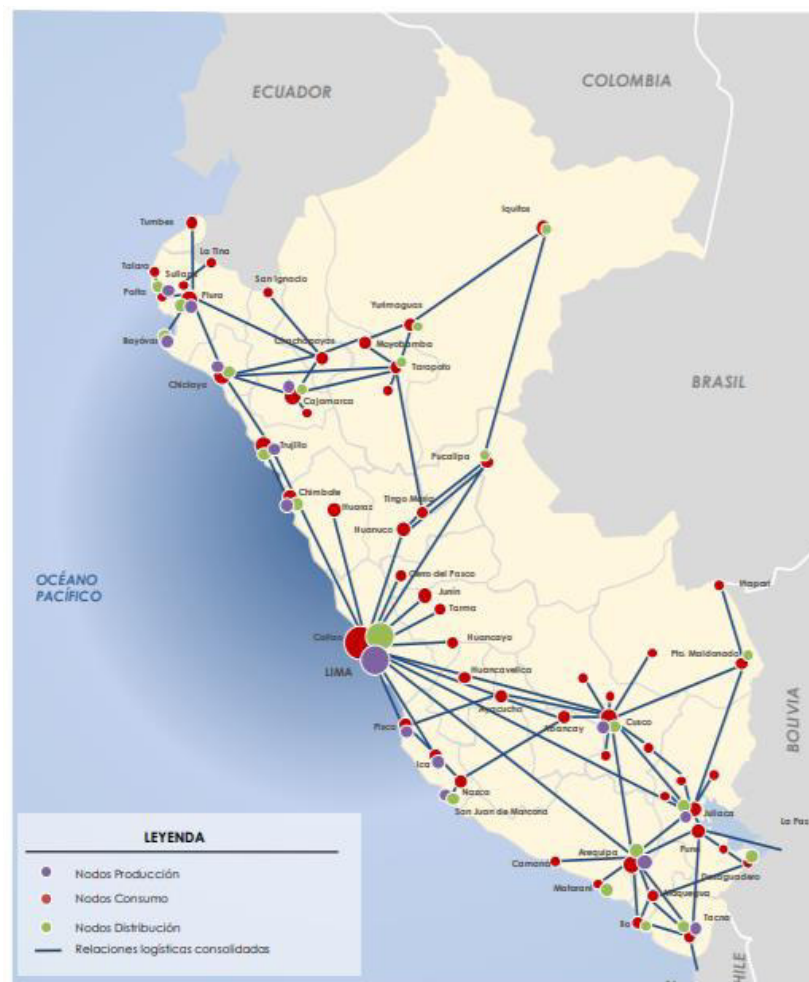 ECUADOR
COLOMBIA
Tumbes
Iquitos
La Tina
Talara
Sullana
San Ignacio
Paita
Piura
Yurimaguas
Bayóvar
Chachapoyas
Moyobamba
Tarapoto
BRASIL
Chiclayo
Cajamarca
Trujillo
Pucallpa
Chimbote
Tingo María
Huaraz
Huanuco
OCÉANO
PACÍFICO
Cerro del Pasco
Iñapari
Junín
Tarma
Callao
Huancayo
Pto. Maldonado
LIMA
Huancavelica
Ayacucho
BOLIVIA
Pisco
Abancay
Cusco
Ica
Nazca
San Juan de Marcona
Juliaca
La Paz
LEYENDA
Puno
Arequipa
Camaná
Desaguadero
Nodos Producción
Matarani
Moquegua
Nodos Consumo
Tacna
Ilo
Nodos Distribución
Relaciones logísticas consolidadas
HILE